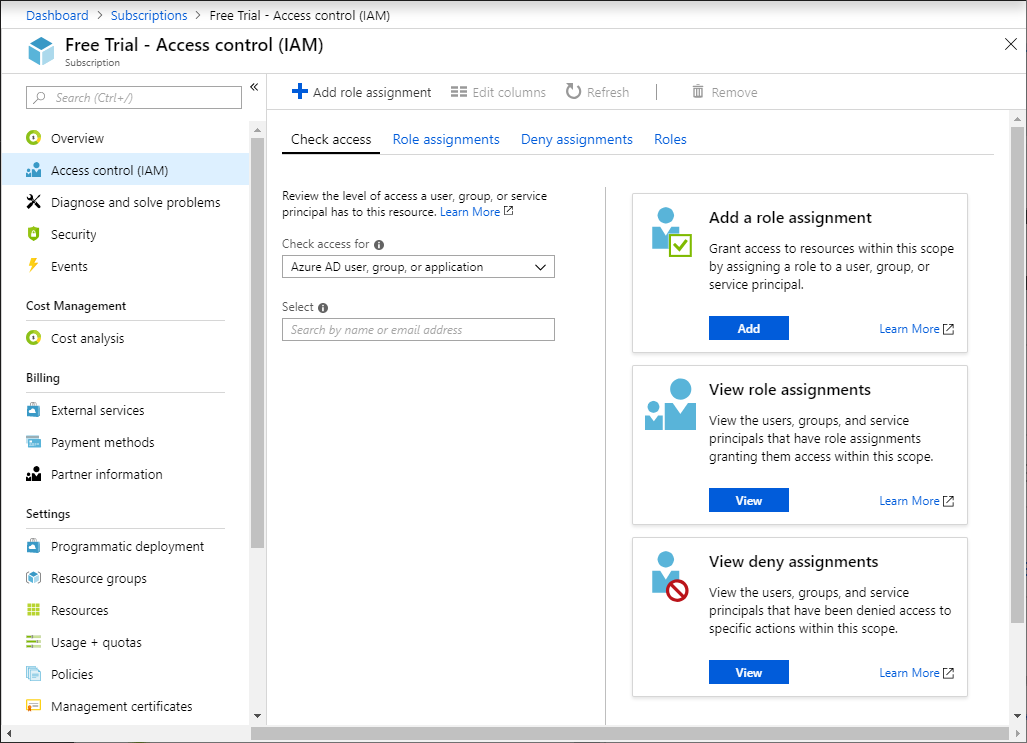 Dashboard > Subscriptions > Free Trial - Access control (IAM)
Free Trial - Access control (IAM)
Subscription
Search (Ctrl+/)
«
Overview
Access control (IAM)
Diagnose and solve problems
Security
Events
Cost Management
Cost analysis
Billing
External services
Payment methods
Partner information
Settings
Programmatic deployment
Resource groups
Resources
Usage + quotas
Policies
Management certificates
Add role assignment
Edit columns
Refresh
Remove
Check access
Role assignments
Deny assignments
Roles
Review the level of access a user, group, or service
principal has to this resource. Learn More
Check access for
Azure AD user, group, or application
Select
Search by name or email address
Add a role assignment
Grant access to resources within this scope
by assigning a role to a user, group, or
service principal.
Add
Learn More
View role assignments
View the users, groups, and service
principals that have role assignments
granting them access within this scope.
View
Learn More
View deny assignments
View the users, groups, and service
principals that have been denied access to
specific actions within this scope.
View
Learn More